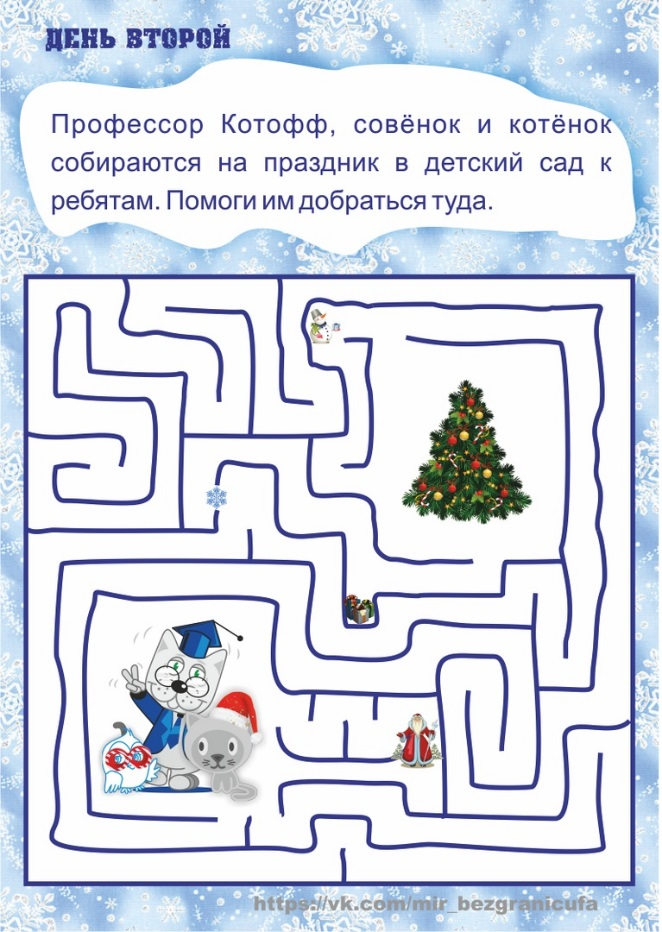 ДЕНЬ ВТОРОЙ
Профессор Котофф, совёнок и котёнок
собираются на праздник в детский сад к
ребятам. Помоги им добраться туда.
https://vk.com/mir_bezgranicufa